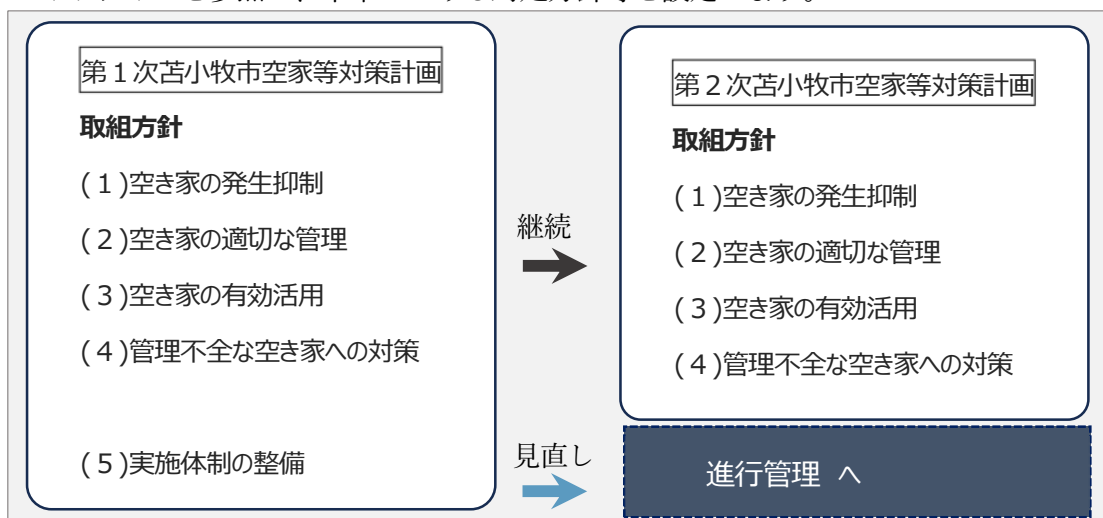 第１次苫小牧市空家等対策計画
取組方針
(１)空き家の発生抑制
(２)空き家の適切な管理
(３)空き家の有効活用
(４)管理不全な空き家への対策
(５)実施体制の整備
継続
見直し
第２次苫小牧市空家等対策計画
取組方針
(１)空き家の発生抑制
(２)空き家の適切な管理
(３)空き家の有効活用
(４)管理不全な空き家への対策
進行管理 へ